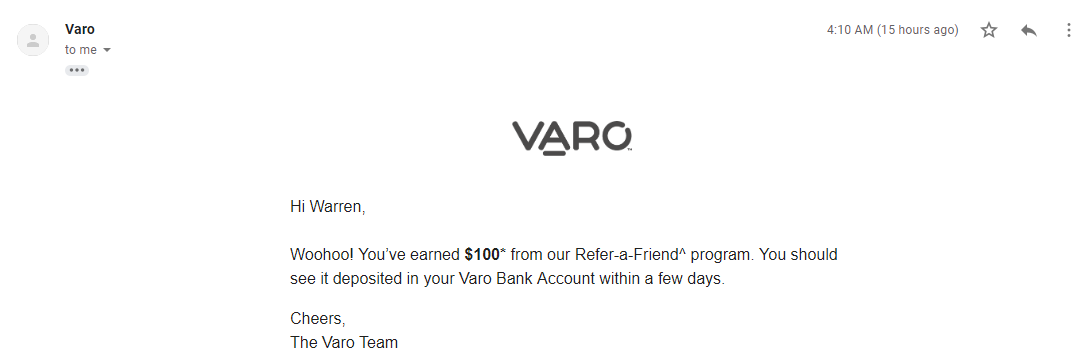 Varo
4:10 AM (15 hours ago)
to me
VARO™
Hi Warren,
Woohoo! You’ve earned $100* from our Refer-a-Friend^ program. You should
see it deposited in your Varo Bank Account within a few days.
Cheers,
The Varo Team